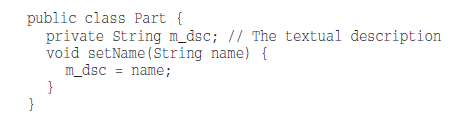 public class Part {
private String m_dsc; // The textual description
void setName(String name) {
m_dsc = name;
}
}